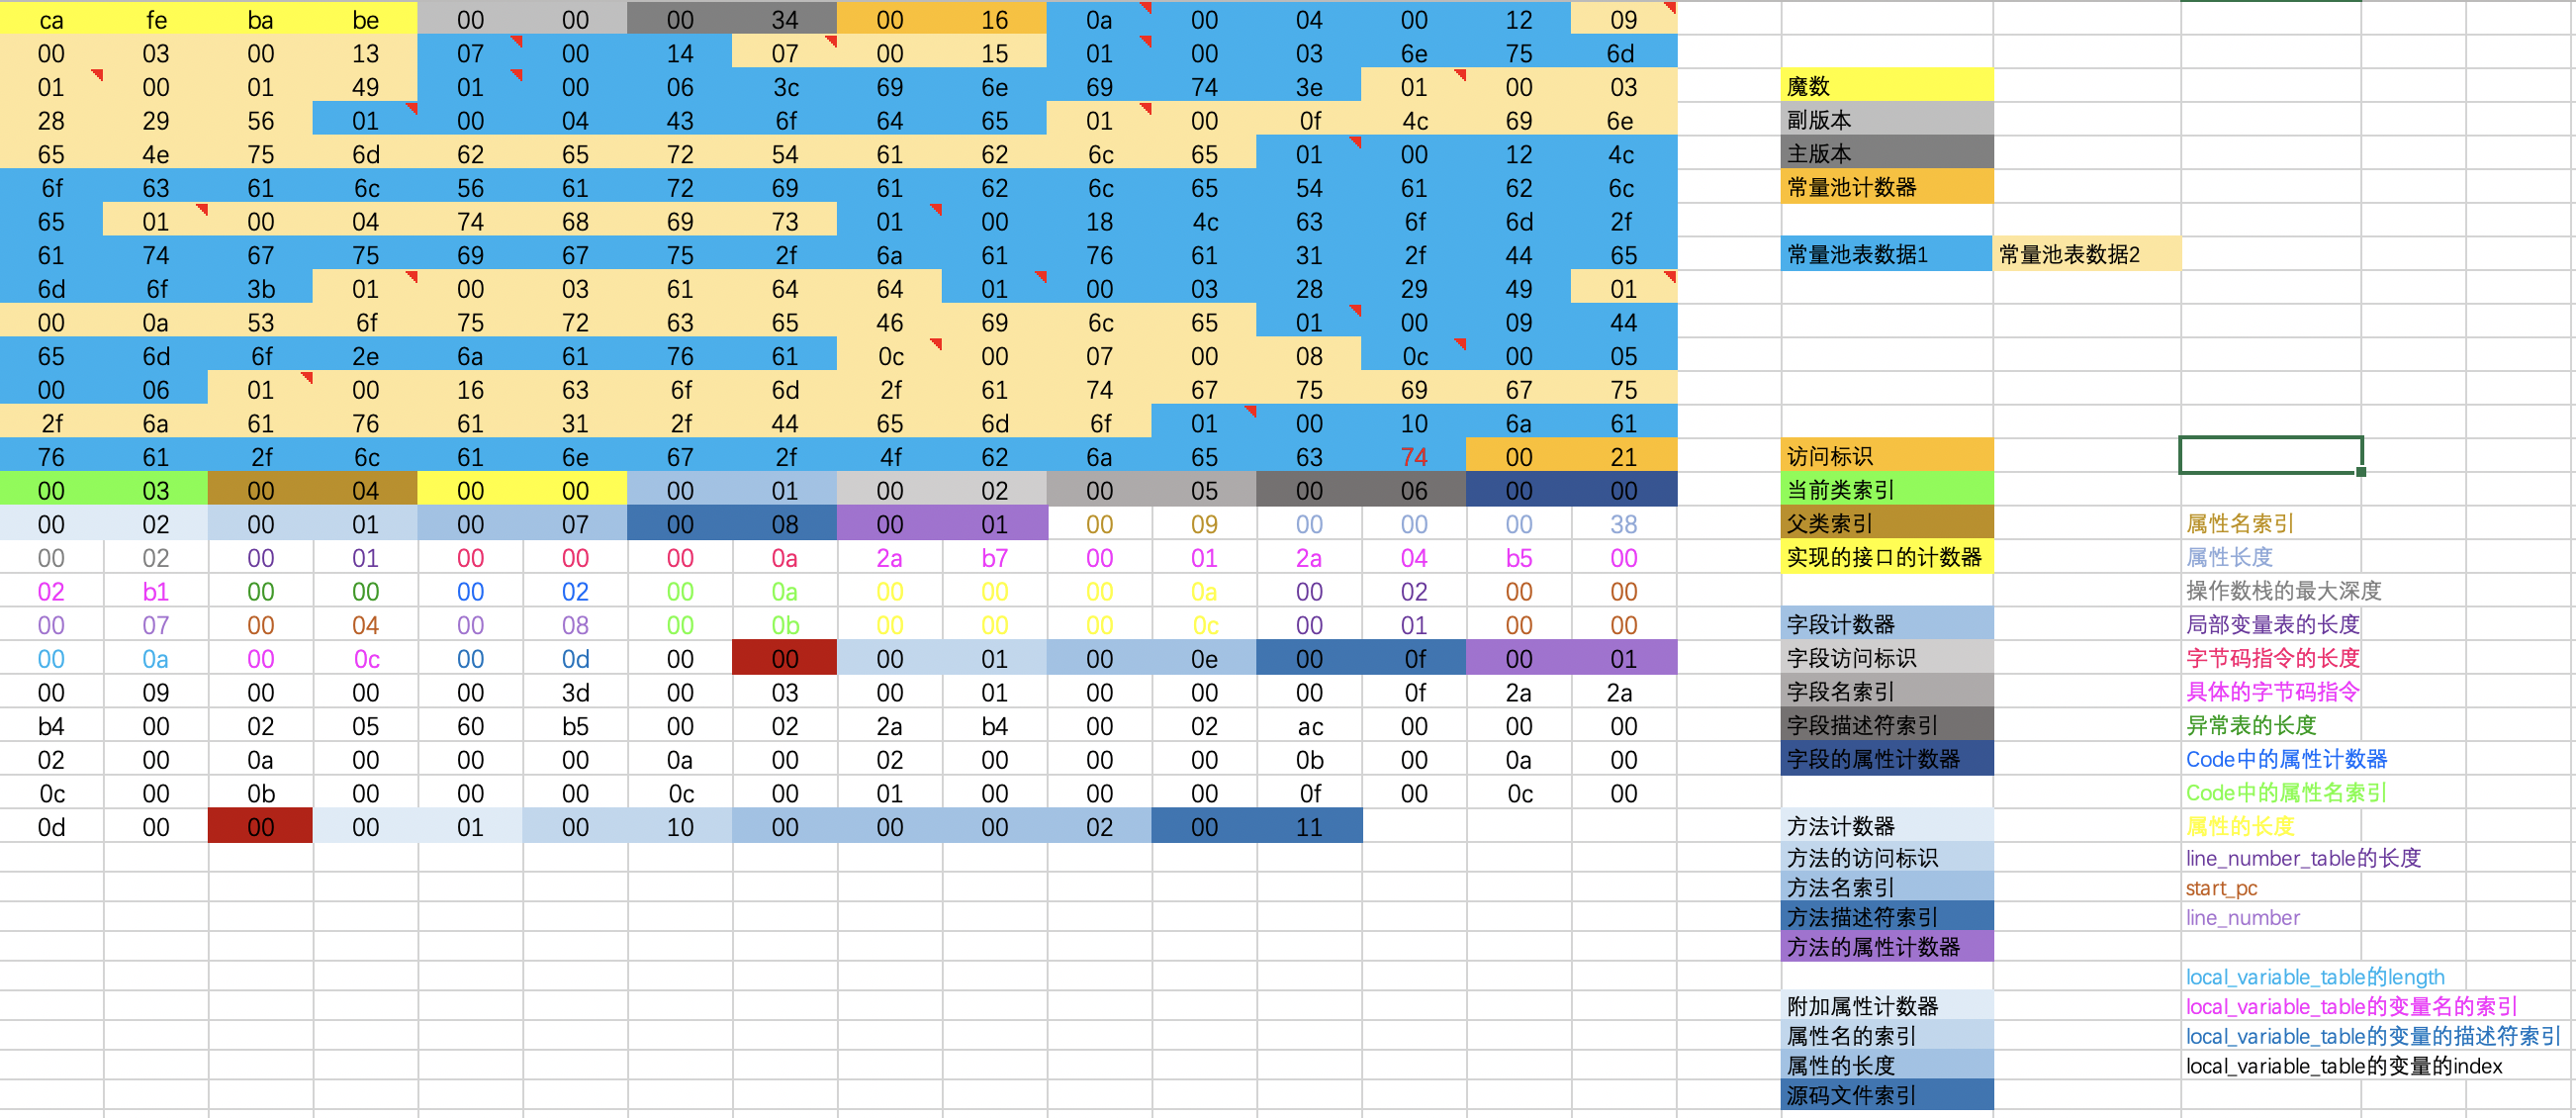 ca fe ba be 00 00 00 34 00 16 0a 00 04 00 12 09
00 03 00 13 07 00 14 07 00 15 01 00 03 6e 75 6d
01 00 01 49 01 00 06 3c 69 6e 69 74 3e 01 00 03 魔数
28 29 56 01 00 04 43 6f 64 65 01 00 0f 4c 69 6e 副版本
65 4e 75 6d 62 65 72 54 61 62 6c 65 01 00 12 4c 主版本
6f 63 61 6c 56 61 72 69 61 62 6c 65 54 61 62 6c 常量池计数器
65 01 00 04 74 68 69 73 01 00 18 4c 63 6f 6d 2f
61 74 67 75 69 67 75 2f 6a 61 76 61 31 2f 44 65 常量池表数据1 常量池表数据2
6d 6f 3b 01 00 03 61 64 64 01 00 03 28 29 49 01
00 0a 53 6f 75 72 63 65 46 69 6c 65 01 00 09 44
65 6d 6f 2e 6a 61 76 61 0c 00 07 00 08 0c 00 05
00 06 01 00 16 63 6f 6d 2f 61 74 67 75 69 67 75
2f 6a 61 76 61 31 2f 44 65 6d 6f 01 00 10 6a 61
76 61 2f 6c 61 6e 67 2f 4f 62 6a 65 63 74 00 21 访问标识
00 03 00 04 00 00 00 01 00 02 00 05 00 06 00 00 当前类索引
00 02 00 01 00 07 00 08 00 01 00 09 00 00 00 38 父类索引 属性名索引
00 02 00 01 00 00 00 0a 2a b7 00 01 2a 04 b5 00 实现的接口的计数器 属性长度
02 b1 00 00 00 02 00 0a 00 00 00 0a 00 02 00 00 操作数栈的最大深度
00 07 00 04 00 08 00 0b 00 00 00 0c 00 01 00 00 字段计数器 局部变量表的长度
00 0a 00 0c 00 0d 00 00 00 01 00 0e 00 0f 00 01 字段访问标识 字节码指令的长度
00 09 00 00 00 3d 00 03 00 01 00 00 00 0f 2a 2a 字段名索引 具体的字节码指令
b4 00 02 05 60 b5 00 02 2a b4 00 02 ac 00 00 00 字段描述符索引 异常表的长度
02 00 0a 00 00 00 0a 00 02 00 00 00 0b 00 0a 00 字段的属性计数器 Code中的属性计数器
0c 00 0b 00 00 00 0c 00 01 00 00 00 0f 00 0c 00 Code中的属性名索引
0d 00 00 00 01 00 10 00 00 00 02 00 11 方法计数器 属性的长度
方法的访问标识 line_number_table的长度
方法名索引 start_pc
方法描述符索引 line_number
方法的属性计数器
local_variable_table的length
附加属性计数器 local_variable_table的变量名的索引
属性名的索引 local_variable_table的变量的描述符索引
属性的长度 local_variable_table的变量的index
源码文件索引